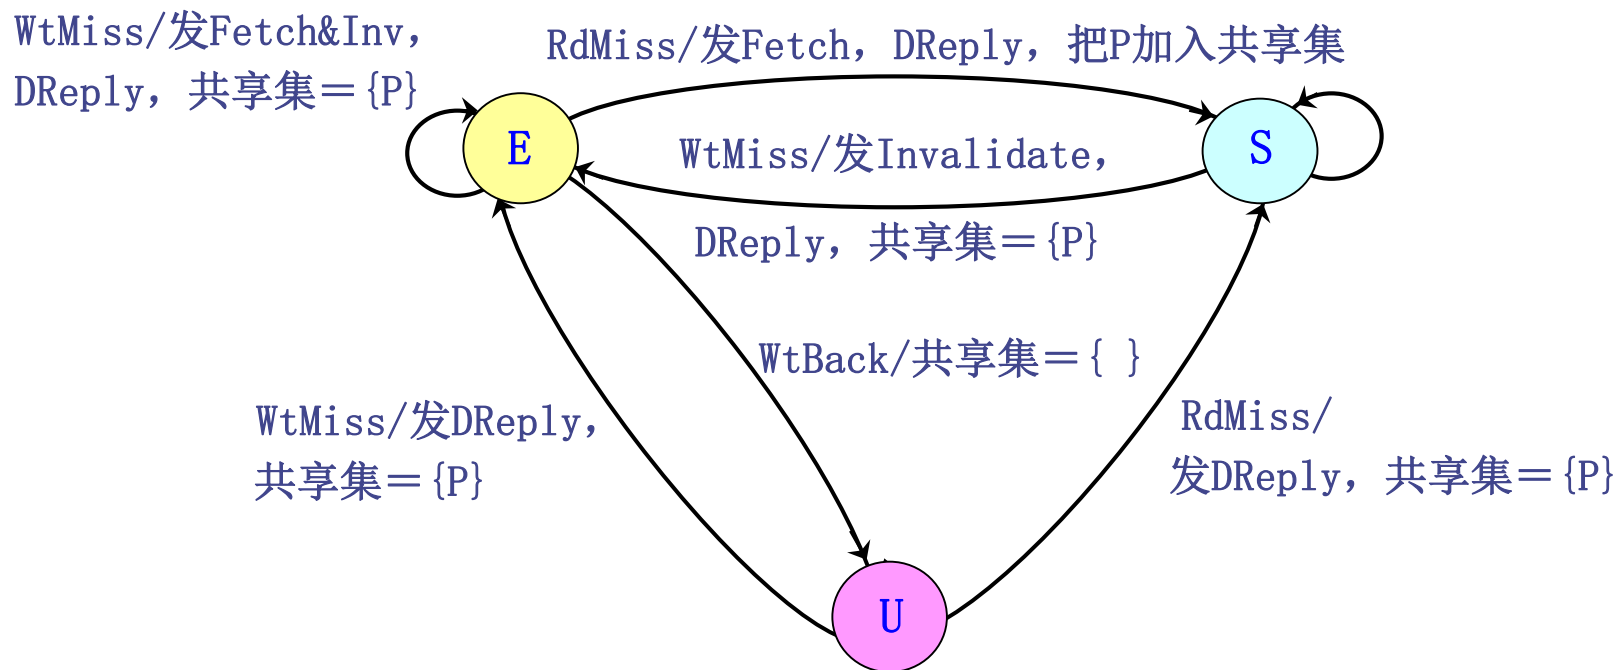 WtMiss/发Fetch&Inv，
DReply，共享集＝{P}
RdMiss/发Fetch，DReply，把P加入共享集
E
S
WtMiss/发Invalidate，
DReply，共享集＝{P}
WtBack/共享集＝{ }
WtMiss/发DReply，
共享集＝{P}
RdMiss/
发DReply，共享集＝{P}
U